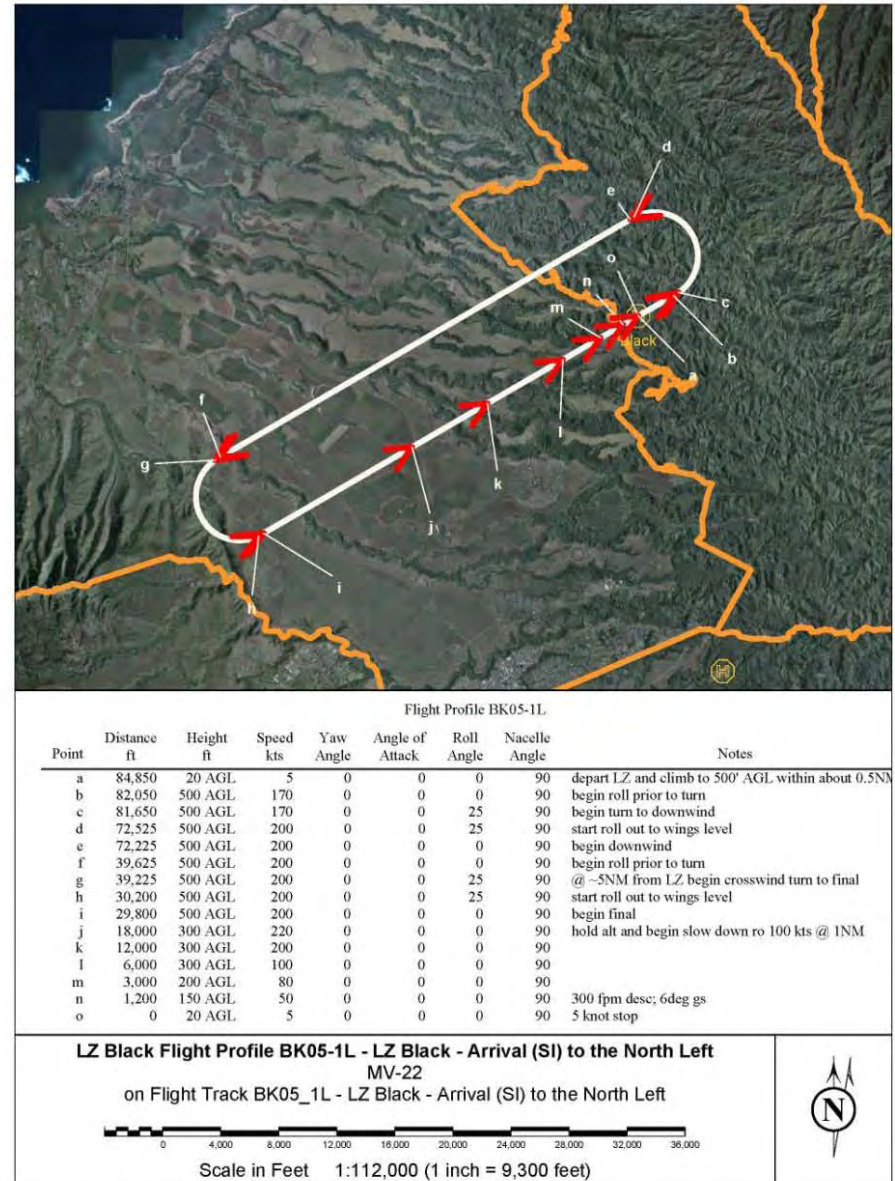 d
e
o
n
c
m
Black
b
a
f
l
g
k
j
i
h
H
Flight Profile BK05-1L
Point Distance ft Height ft Speed kts Yaw Angle Angle of Attack Roll Angle Nacelle Angle Notes
a 84,850 20 AGL 5 0 0 0 90 depart LZ and climb to 500' AGL within about 0.5NM
b 82,050 500 AGL 170 0 0 0 90 begin roll prior to turn
c 81,650 500 AGL 170 0 0 25 90 begin turn to downwind
d 72,525 500 AGL 200 0 0 25 90 start roll out to wings level
e 72,225 500 AGL 200 0 0 0 90 begin downwind
f 39,625 500 AGL 200 0 0 0 90 begin roll prior to turn
g 39,225 500 AGL 200 0 0 25 90 @ ~5NM from LZ begin crosswind turn to final
h 30,200 500 AGL 200 0 0 25 90 start roll out to wings level
i 29,800 500 AGL 200 0 0 0 90 begin final
j 18,000 300 AGL 220 0 0 0 90 hold alt and begin slow down ro 100 kts @ 1NM
k 12,000 300 AGL 200 0 0 0 90
l 6,000 300 AGL 100 0 0 0 90
m 3,000 200 AGL 80 0 0 0 90
n 1,200 150 AGL 50 0 0 0 90 300 fpm desc; 6deg gs
o 0 20 AGL 5 0 0 0 90 5 knot stop
LZ Black Flight Profile BK05-1L - LZ Black - Arrival (SI) to the North Left
MV-22
on Flight Track BK05_1L - LZ Black - Arrival (SI) to the North Left
0 4,000 8,000 12,000 16,000 20,000 24,000 28,000 32,000 36,000
Scale in Feet 1:112,000 (1 inch = 9,300 feet)
N